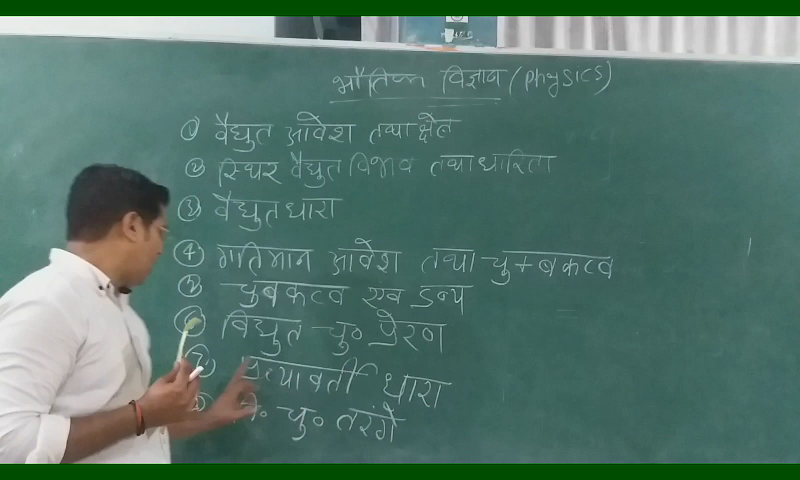 भौतिक विज्ञान (Physics)
① वैद्युत आवेश तथा क्षेत्र
② स्थिर वैद्युत विभव तथा धारिता
③ वैद्युत धारा
④ गतिमान आवेश तथा चुम्बकत्व
⑤ चुबकत्व एव द्रव्य
⑥ विद्युत चु० प्रेरण
⑦ प्रत्यावर्ती धारा
चु० तरंगे